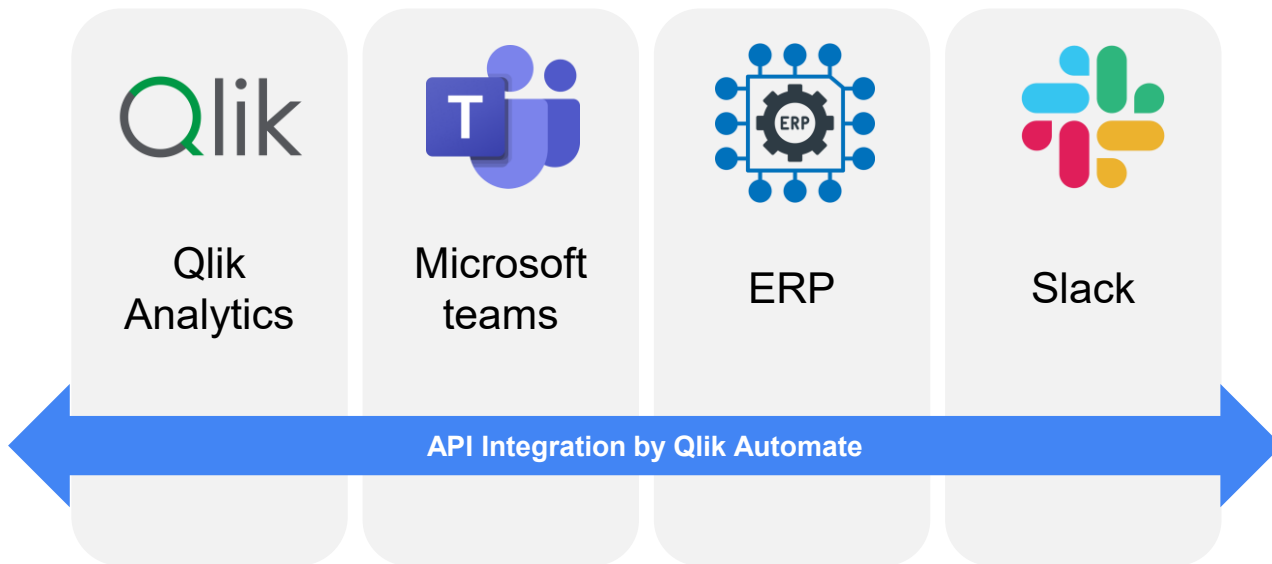 Qlik
T
ERP
Qlik
Analytics
Microsoft
teams
ERP
Slack
API Integration by Qlik Automate